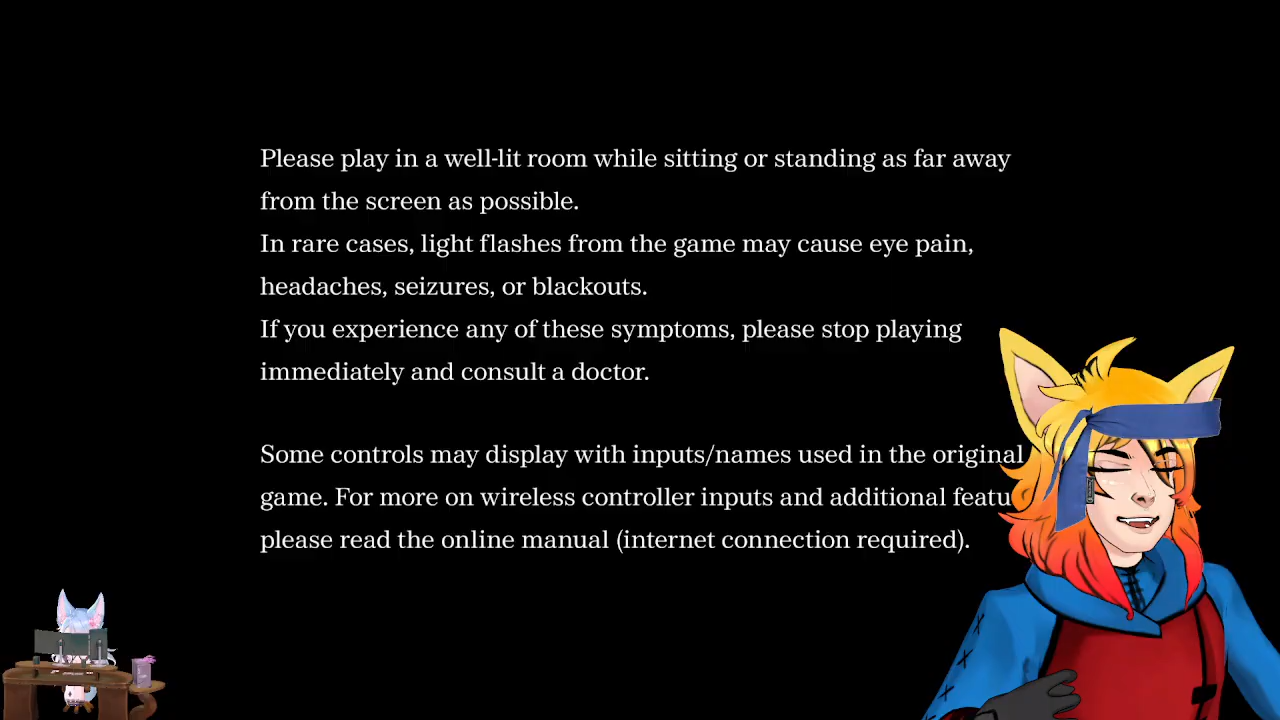 Please play in a well-lit room while sitting or standing as far away
from the screen as possible.
In rare cases, light flashes from the game may cause eye pain,
headaches, seizures, or blackouts.
If you experience any of these symptoms, please stop playing
immediately and consult a doctor.
Some controls may display with inputs/names used in the original
game. For more on wireless controller inputs and additional featu
please read the online manual (internet connection required).